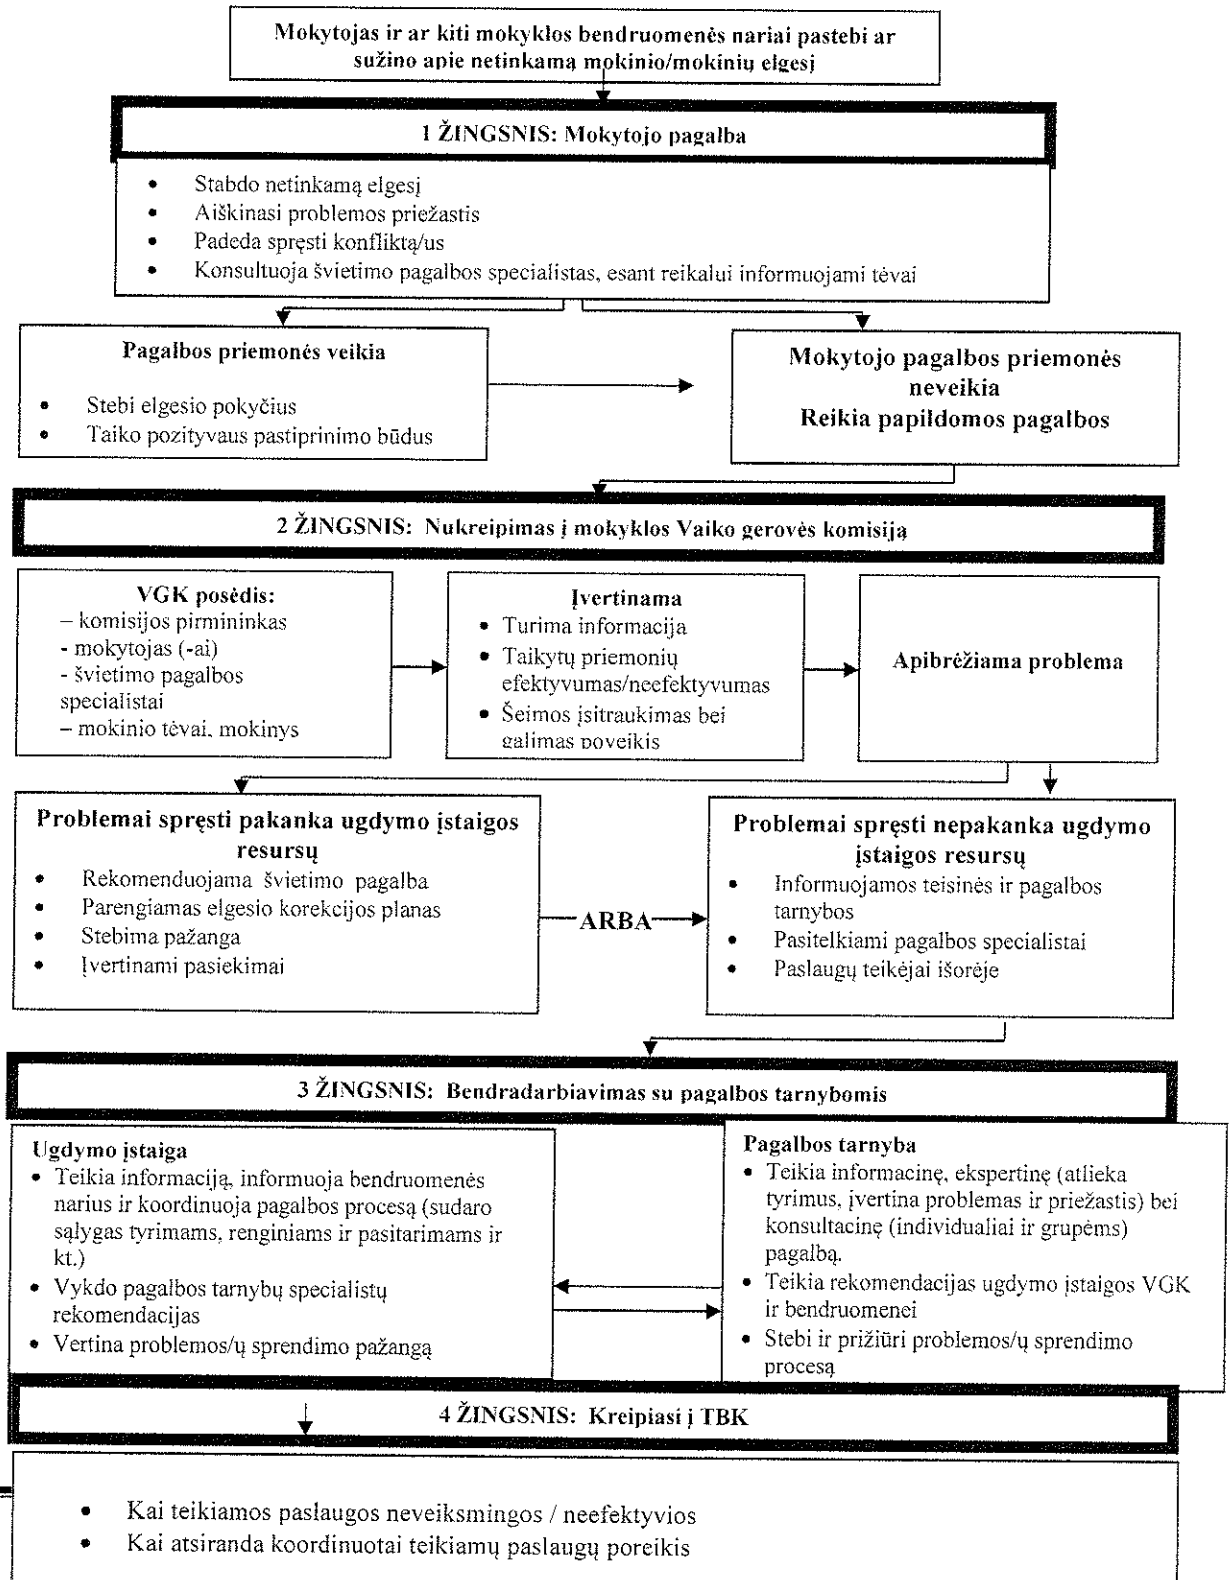 Mokytojas ir ar kiti mokyklos bendruomenės nariai pastebi ar
sužino apie netinkamą mokinio/mokinių elgesį
1 ŽINGSNIS: Mokytojo pagalba
• Stabdo netinkamą elgesį
• Aiškinasi problemos priežastis
• Padeda spręsti konfliktą/us
• Konsultuoja švietimo pagalbos specialistas, esant reikalui informuojami tėvai
Pagalbos priemonės veikia
• Stebi elgesio pokyčius
• Taiko pozityvaus pastiprinimo būdus
Mokytojo pagalbos priemonės
neveikia
Reikia papildomos pagalbos
2 ŽINGSNIS: Nukreipimas į mokyklos Vaiko gerovės komisiją
VGK posėdis:
– komisijos pirmininkas
- mokytojas (-ai)
- švietimo pagalbos
specialistai
– mokinio tėvai, mokinys
Įvertinama
• Turima informacija
• Taikytų priemonių
efektyvumas/neefektyvumas
• Šeimos įsitraukimas bei
galimas poveikis
Apibrėžiama problema
Problemai spręsti pakanka ugdymo įstaigos
resursų
• Rekomenduojama švietimo pagalba
• Parengiamas elgesio korekcijos planas
• Stebima pažanga
• Įvertinami pasiekimai
ARBA
Problemai spręsti nepakanka ugdymo
įstaigos resursų
• Informuojamos teisinės ir pagalbos
tarnybos
• Pasitelkiami pagalbos specialistai
• Paslaugų teikėjai išorėje
3 ŽINGSNIS: Bendradarbiavimas su pagalbos tarnybomis
Ugdymo įstaiga
• Teikia informaciją, informuoja bendruomenės
narius ir koordinuoja pagalbos procesą (sudaro
sąlygas tyrimams, renginiams ir pasitarimams ir
kt.)
• Vykdo pagalbos tarnybų specialistų
rekomendacijas
• Vertina problemos/ų sprendimo pažangą
Pagalbos tarnyba
• Teikia informacinę, ekspertinę (atlieka
tyrimus, įvertina problemas ir priežastis) bei
konsultacinę (individualiai ir grupėms)
pagalbą.
• Teikia rekomendacijas ugdymo įstaigos VGK
ir bendruomenei
• Stebi ir prižiūri problemos/ų sprendimo
procesą
4 ŽINGSNIS: Kreipiasi į TBK
• Kai teikiamos paslaugos neveiksmingos / neefektyvios
• Kai atsiranda koordinuotai teikiamų paslaugų poreikis